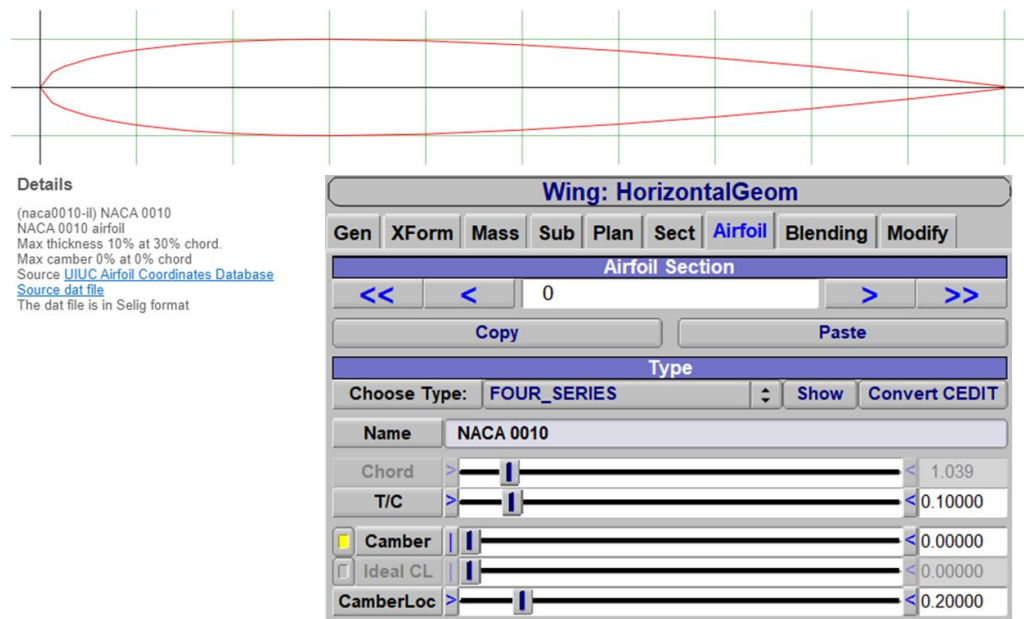 Details
(naca0010-il) NACA 0010
NACA 0010 airfoil
Max thickness 10% at 30% chord.
Max camber 0% at 0% chord
Source UIUC Airfoil Coordinates Database
Source dat file
The dat file is in Selig format
Wing: HorizontalGeom
Gen XForm Mass Sub Plan Sect Airfoil Blending Modify
Airfoil Section
<< < 0 > >>
Copy Paste
Type
Choose Type: FOUR_SERIES Show Convert CEDIT
Name NACA 0010
Chord > < 1.039
T/C > < 0.10000
Camber | < 0.00000
Ideal CL | < 0.00000
CamberLoc > < 0.20000